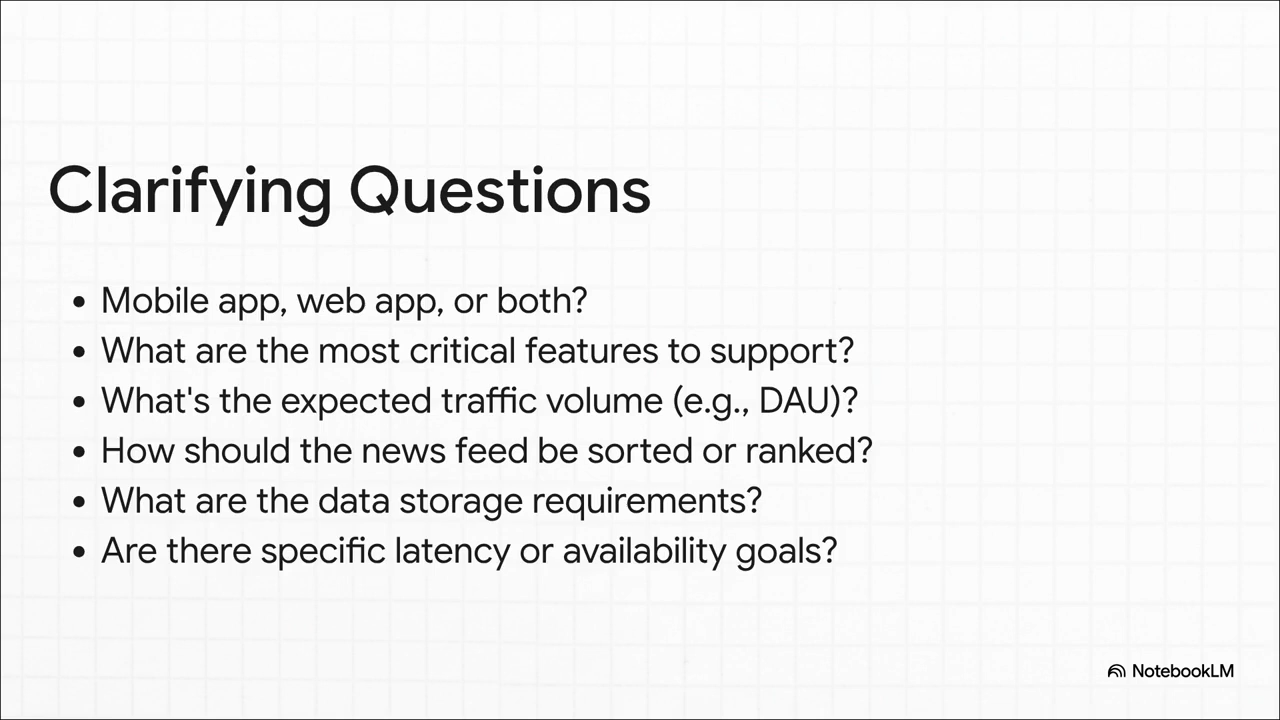 Clarifying Questions
• Mobile app, web app, or both?
• What are the most critical features to support?
• What's the expected traffic volume (e.g., DAU)?
• How should the news feed be sorted or ranked?
• What are the data storage requirements?
• Are there specific latency or availability goals?
NotebookLM